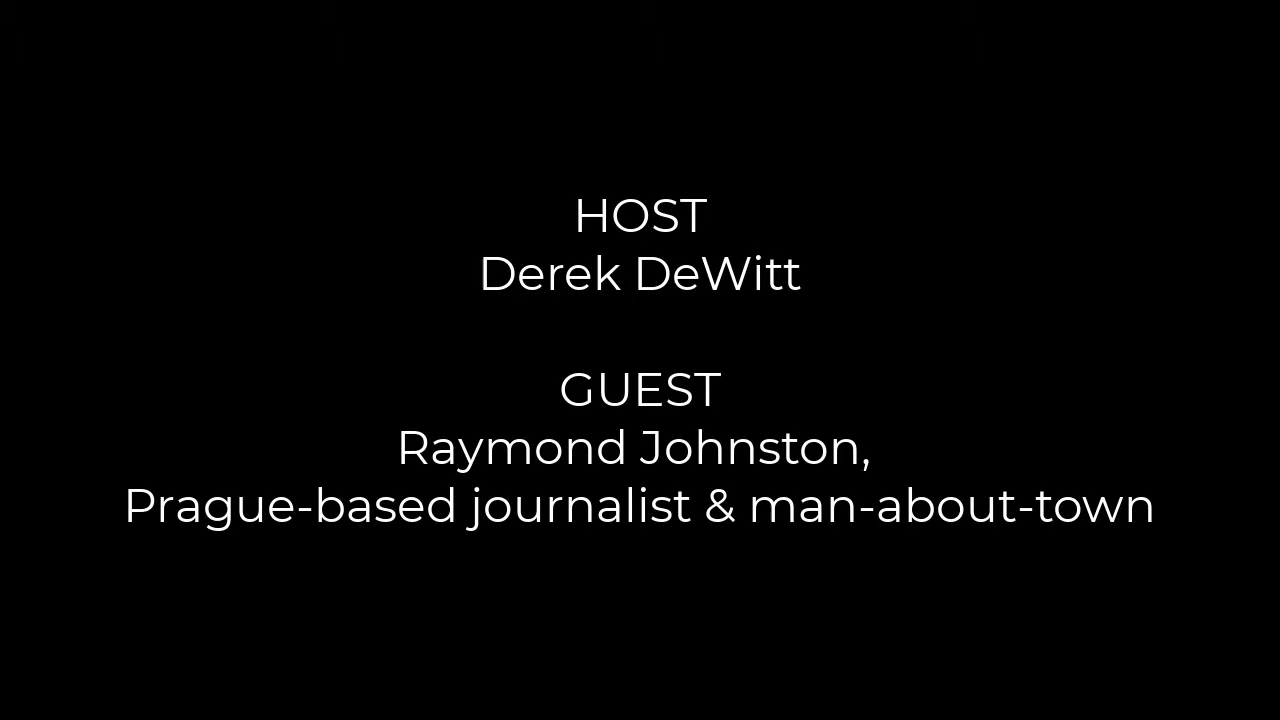 HOST
Derek DeWitt
GUEST
Raymond Johnston,
Prague-based journalist & man-about-town